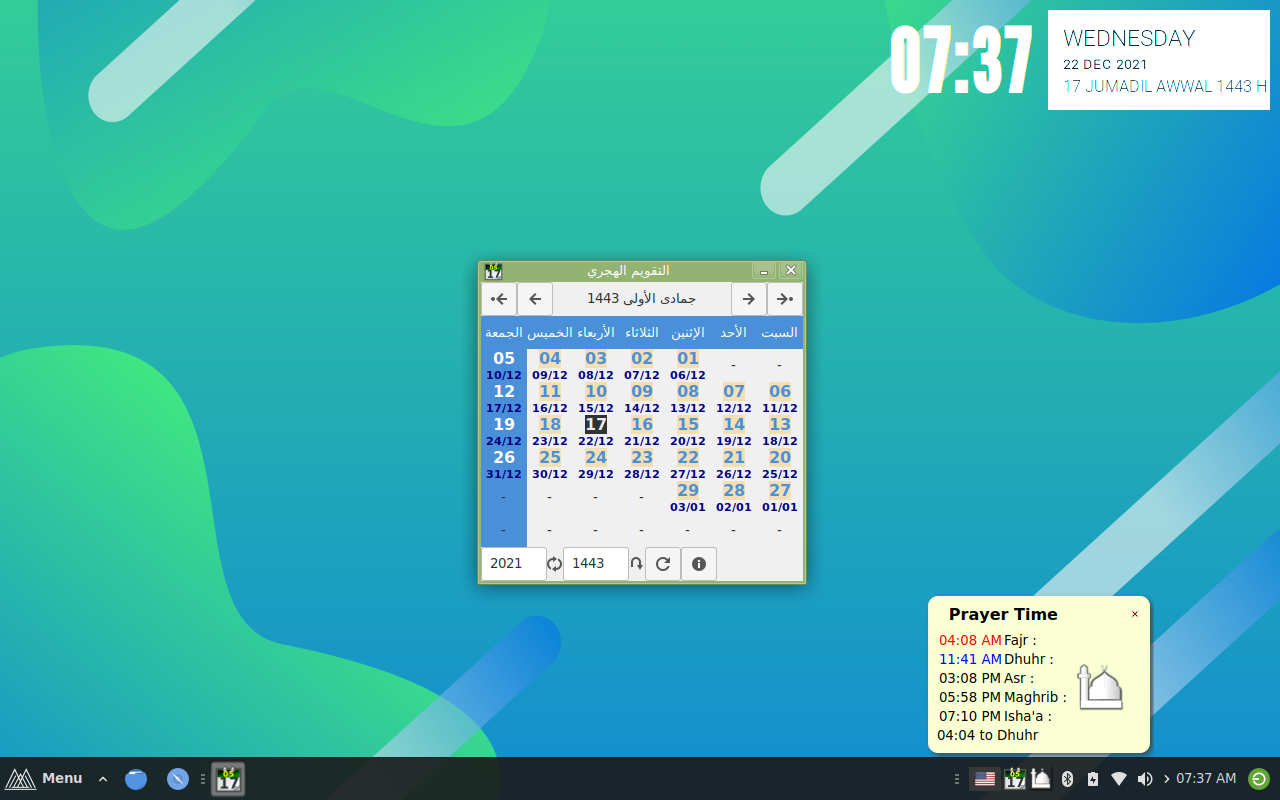 07:37
WEDNESDAY
22 DEC 2021
17 JUMADIL AWWAL 1443 H
05
17
التقويم الهجري
جمادى الأولى 1443
السبت الأحد الإثنين الثلاثاء الأربعاء الخميس الجمعة
05 04 03 02 01 - -
10/12 09/12 08/12 07/12 06/12
12 11 10 09 08 07 06
17/12 16/12 15/12 14/12 13/12 12/12 11/12
19 18 17 16 15 14 13
24/12 23/12 22/12 21/12 20/12 19/12 18/12
26 25 24 23 22 21 20
31/12 30/12 29/12 28/12 27/12 26/12 25/12
- - - - 29 28 27
03/01 02/01 01/01
- - - - - - -
2021 1443
Prayer Time ×
04:08 AM Fajr :
11:41 AM Dhuhr :
03:08 PM Asr :
05:58 PM Maghrib :
07:10 PM Isha'a :
04:04 to Dhuhr
Menu
05
17
05
17
07:37 AM